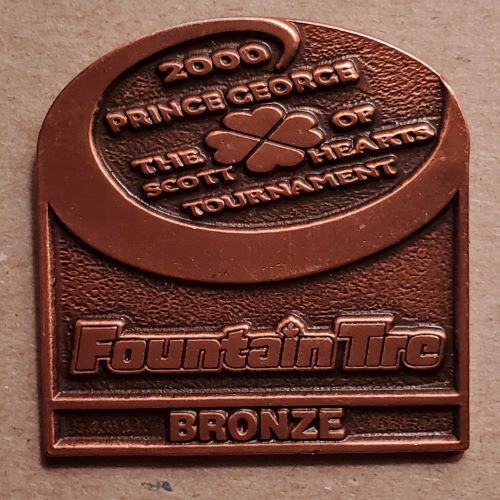 2000
PRINCE GEORGE
THE OF
SCOTT HEARTS
TOURNAMENT
Fountain Tire
BRONZE